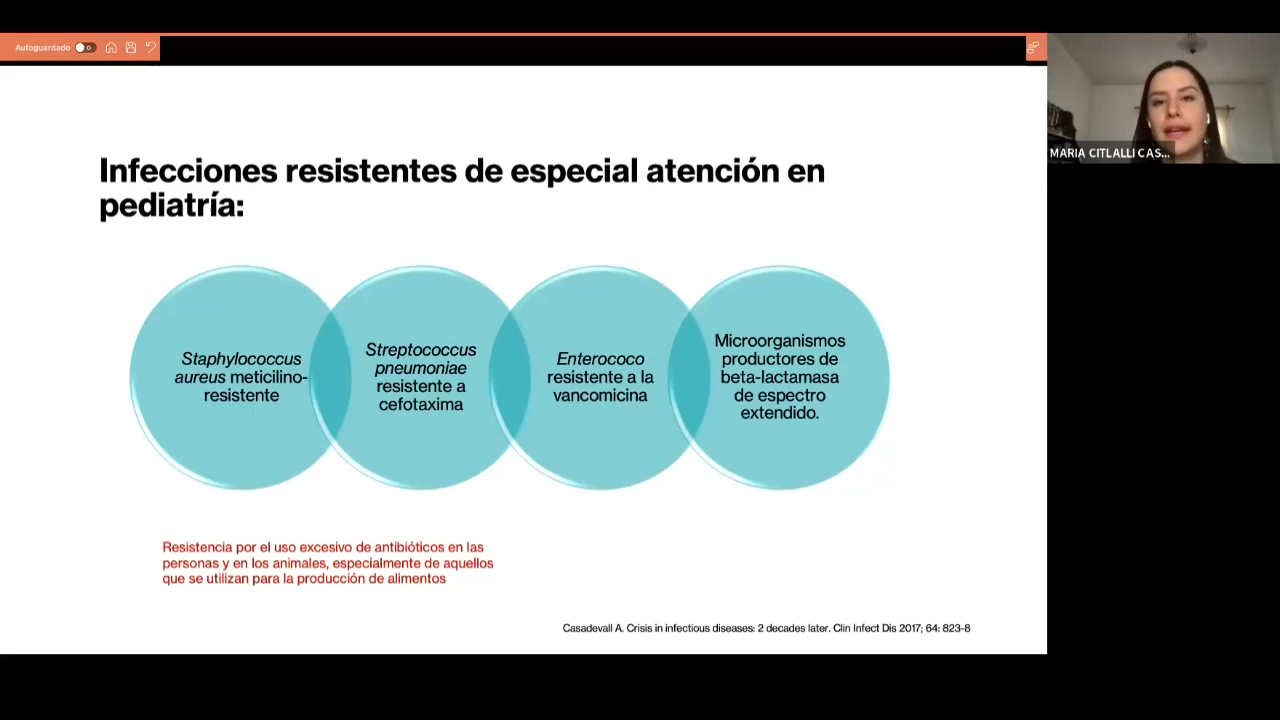 Autoguardado
MARIA CITLALLI CAS...
Infecciones resistentes de especial atención en
pediatría:
Staphylococcus
aureus meticilino-
resistente
Streptococcus
pneumoniae
resistente a
cefotaxima
Enterococo
resistente a la
vancomicina
Microorganismos
productores de
beta-lactamasa
de espectro
extendido.
Resistencia por el uso excesivo de antibióticos en las
personas y en los animales, especialmente de aquellos
que se utilizan para la producción de alimentos
Casadevall A. Crisis in infectious diseases: 2 decades later. Clin Infect Dis 2017; 64: 823-8